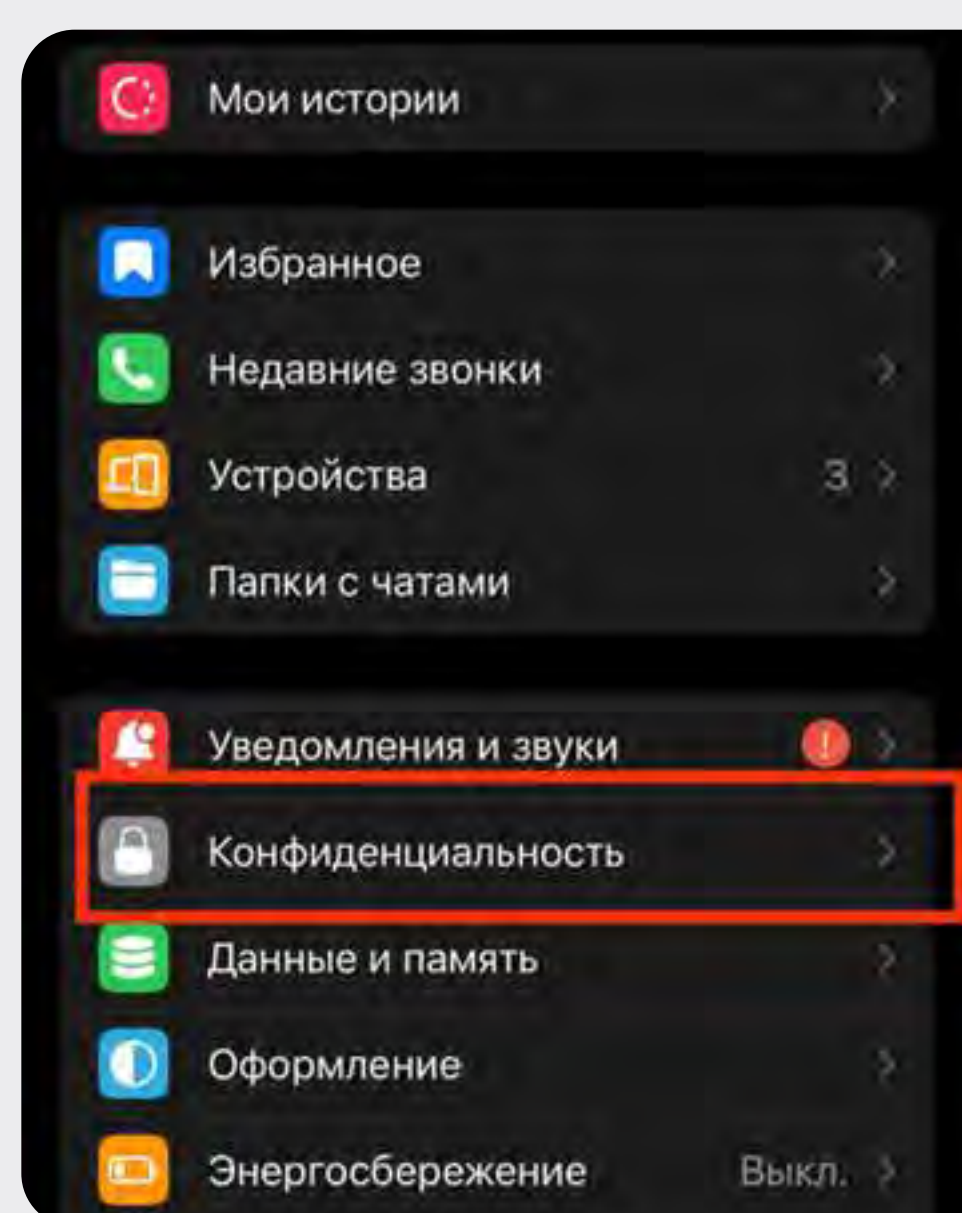 Мои истории
Избранное
Недавние звонки
Устройства 3
Папки с чатами
Уведомления и звуки !
Конфиденциальность
Данные и память
Оформление
Энергосбережение Выкл.